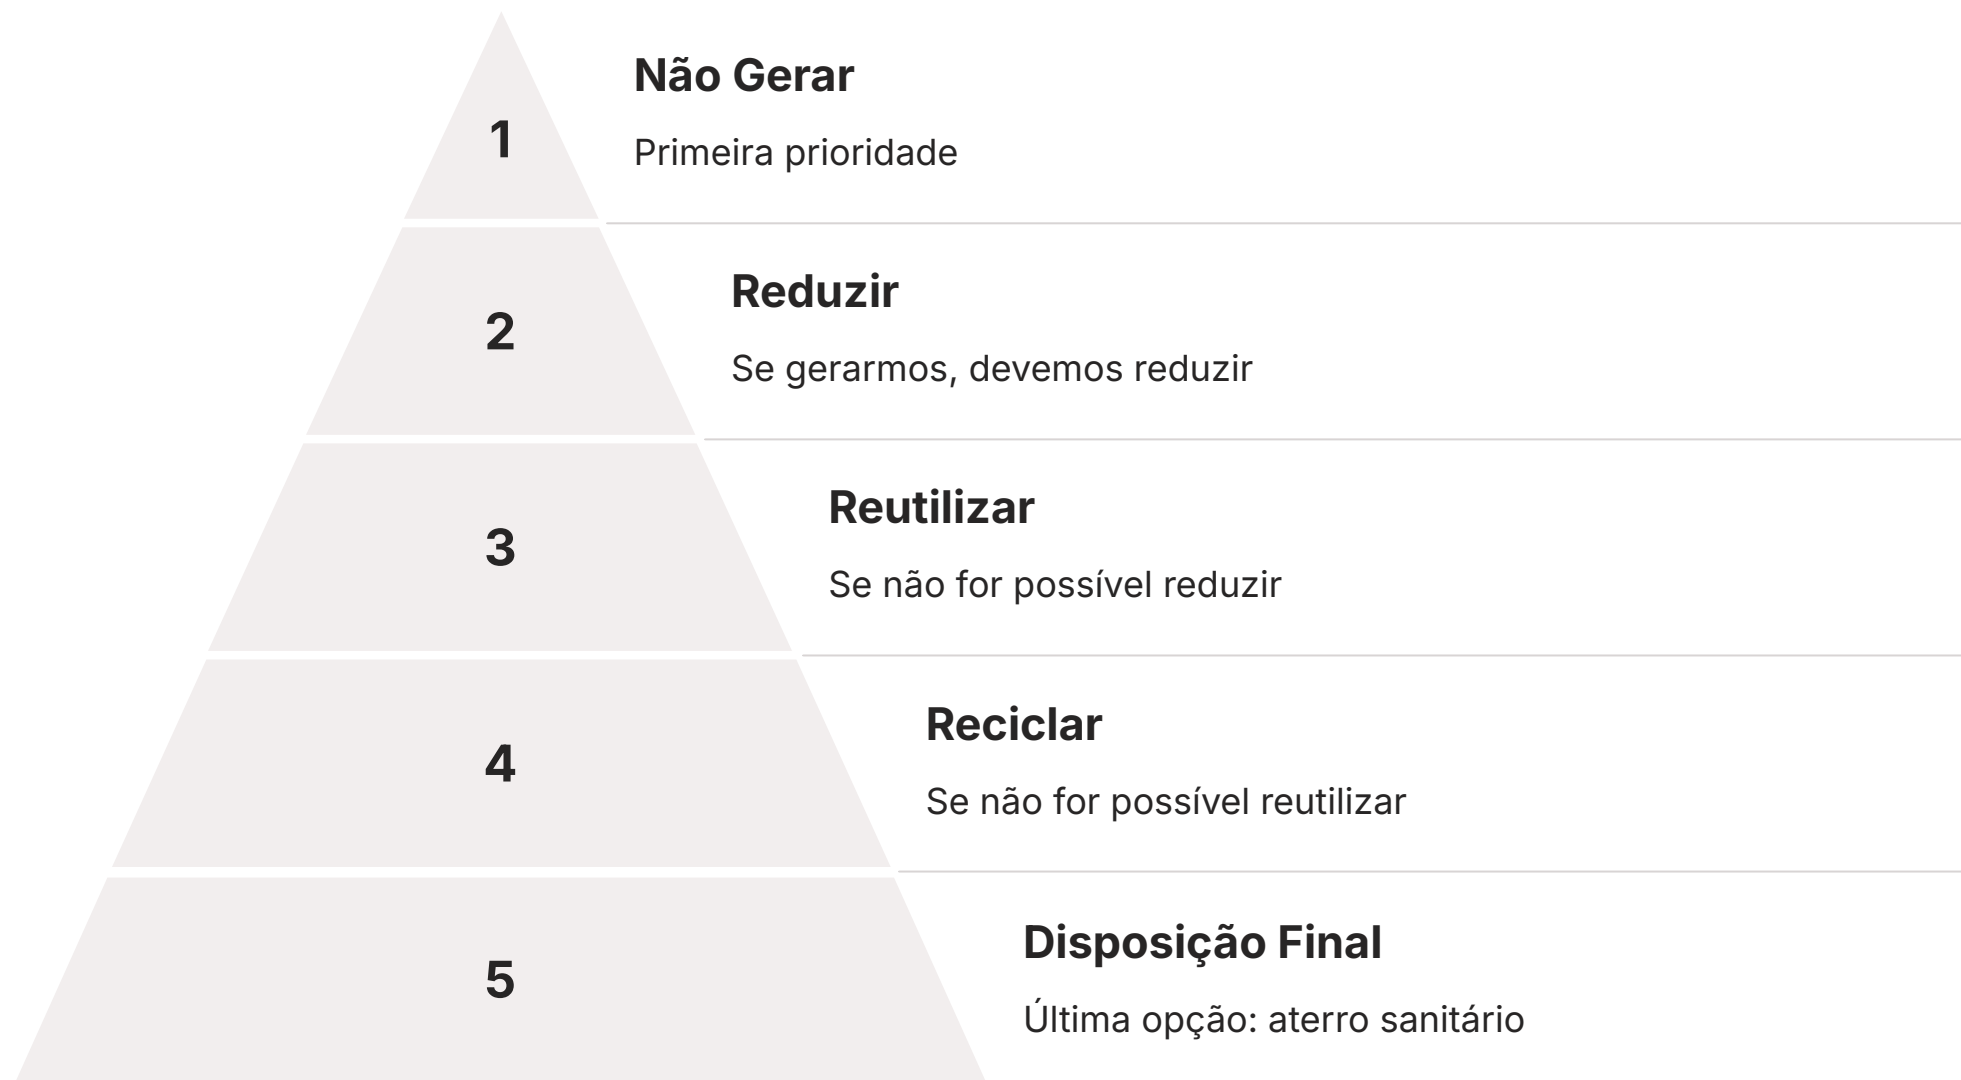 1
Não Gerar
Primeira prioridade
2
Reduzir
Se gerarmos, devemos reduzir
3
Reutilizar
Se não for possível reduzir
4
Reciclar
Se não for possível reutilizar
5
Disposição Final
Última opção: aterro sanitário